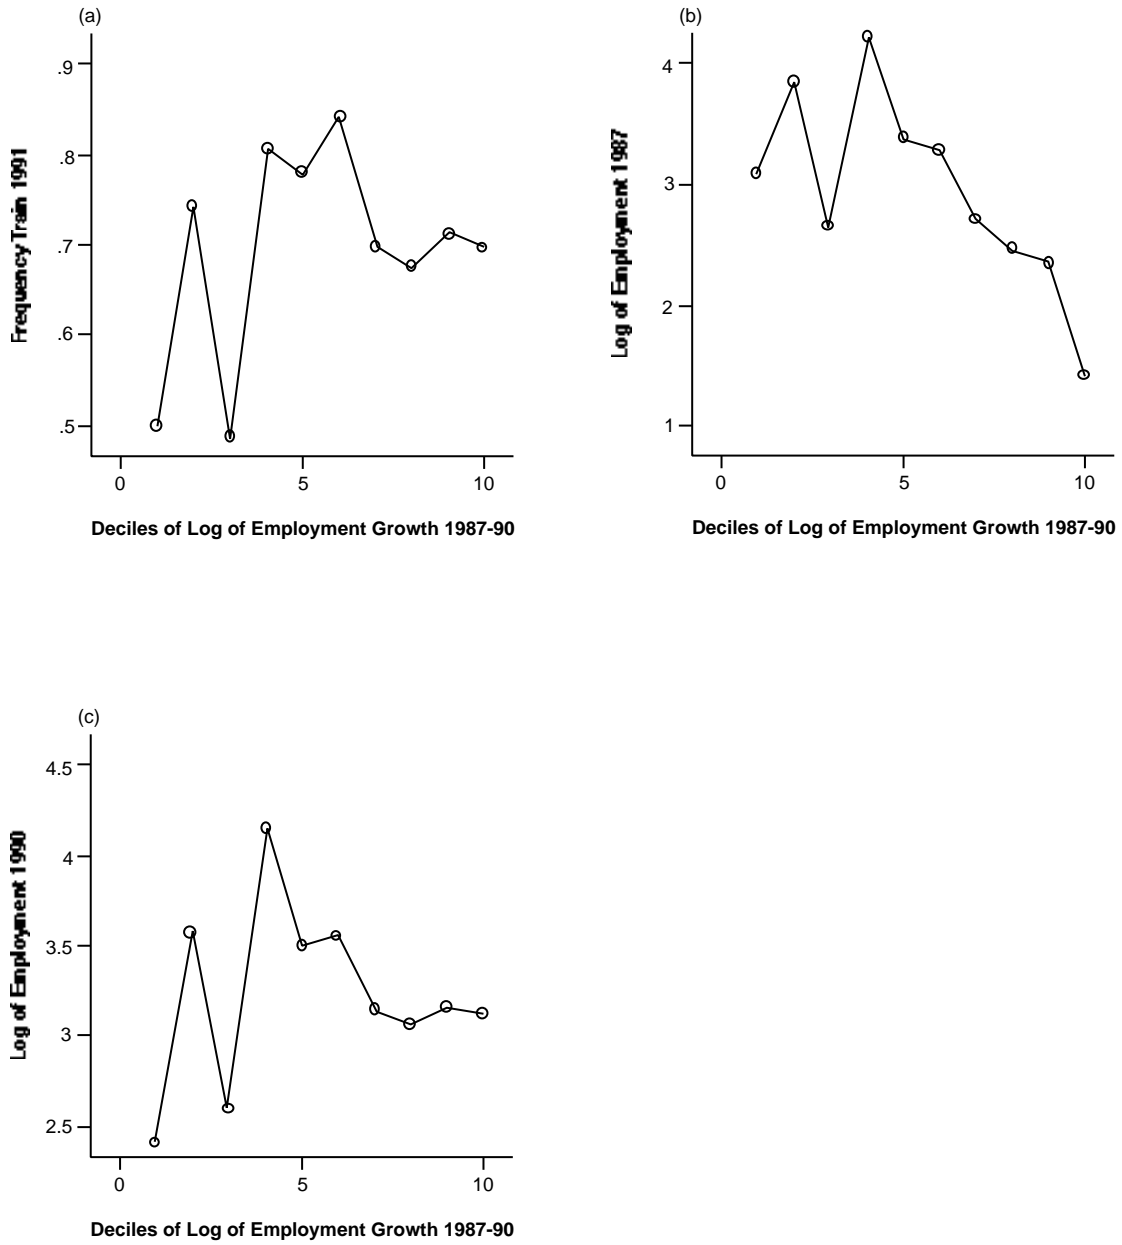 (a)
.9
.8
.7
.6
.5
Frequency Train 1991
0 5 10
Deciles of Log of Employment Growth 1987-90
(b)
4
3
2
1
Log of Employment 1987
0 5 10
Deciles of Log of Employment Growth 1987-90
(c)
4.5
4
3.5
3
2.5
Log of Employment 1990
0 5 10
Deciles of Log of Employment Growth 1987-90